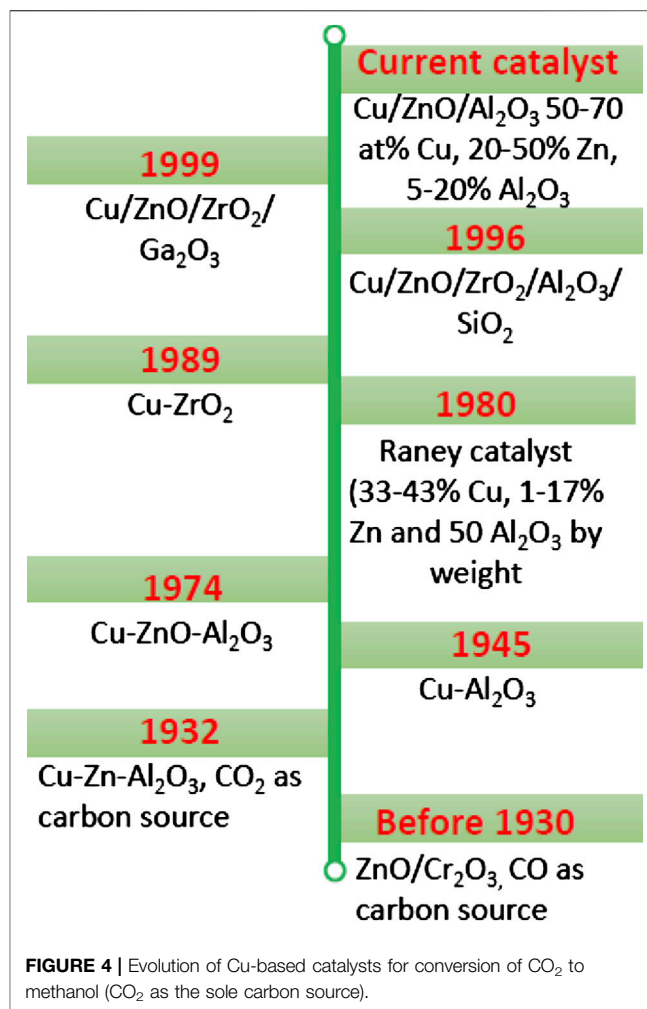 Current catalyst
Cu/ZnO/Al₂O₃ 50-70
at% Cu, 20-50% Zn,
5-20% Al₂O₃
1999
Cu/ZnO/ZrO₂/
Ga₂O₃
1996
Cu/ZnO/ZrO₂/Al₂O₃/
SiO₂
1989
Cu-ZrO₂
1980
Raney catalyst
(33-43% Cu, 1-17%
Zn and 50 Al₂O₃ by
weight
1974
Cu-ZnO-Al₂O₃
1945
Cu-Al₂O₃
1932
Cu-Zn-Al₂O₃, CO₂ as
carbon source
Before 1930
ZnO/Cr₂O₃, CO as
carbon source
FIGURE 4 | Evolution of Cu-based catalysts for conversion of CO₂ to
methanol (CO₂ as the sole carbon source).